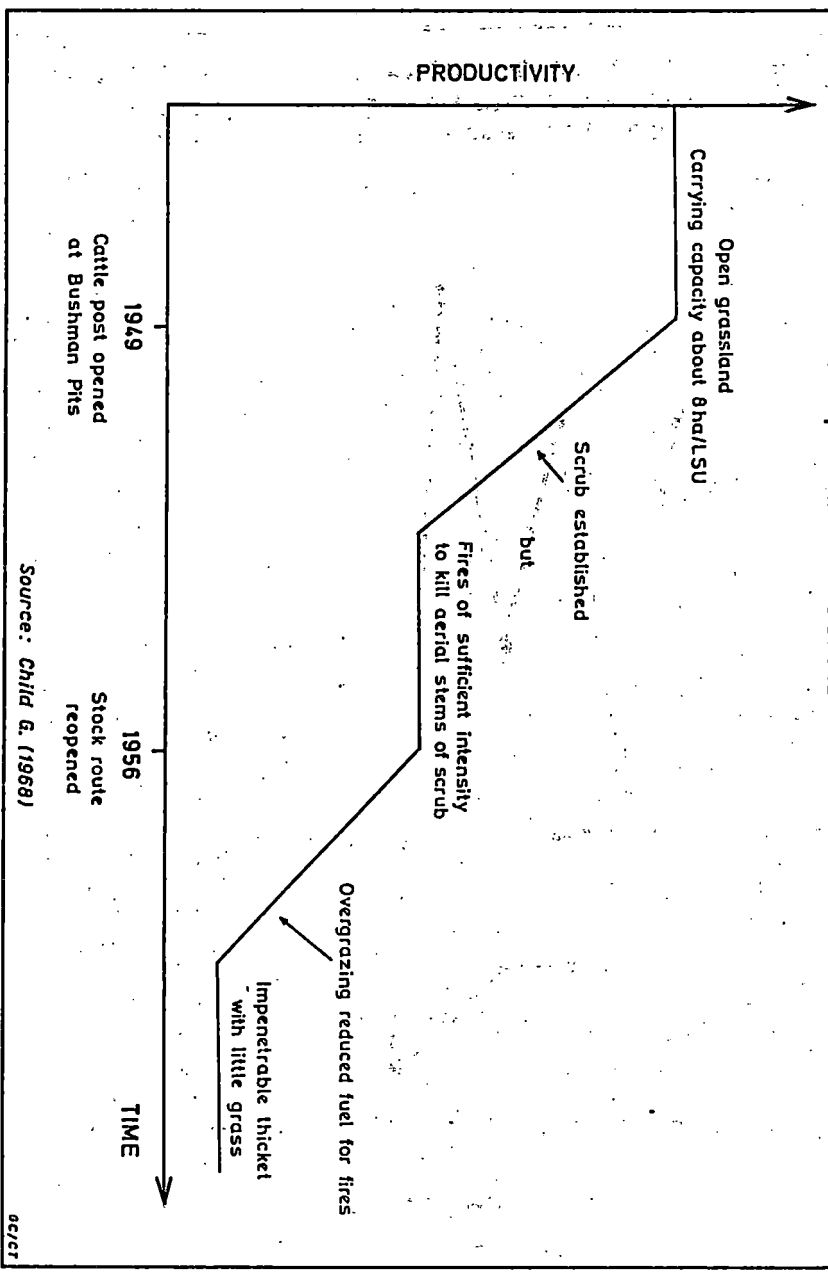 PRODUCTIVITY
Open grassland
Carrying capacity about 8ha/LSU
Scrub established
but
Fires of sufficient intensity
to kill aerial stems of scrub
Overgrazing reduced fuel for fires
Impenetrable thicket
with little grass
TIME
1949
Cattle post opened
at Bushman Pits
1956
Stock route
reopened
Source: Child G. (1968)
DC/CT